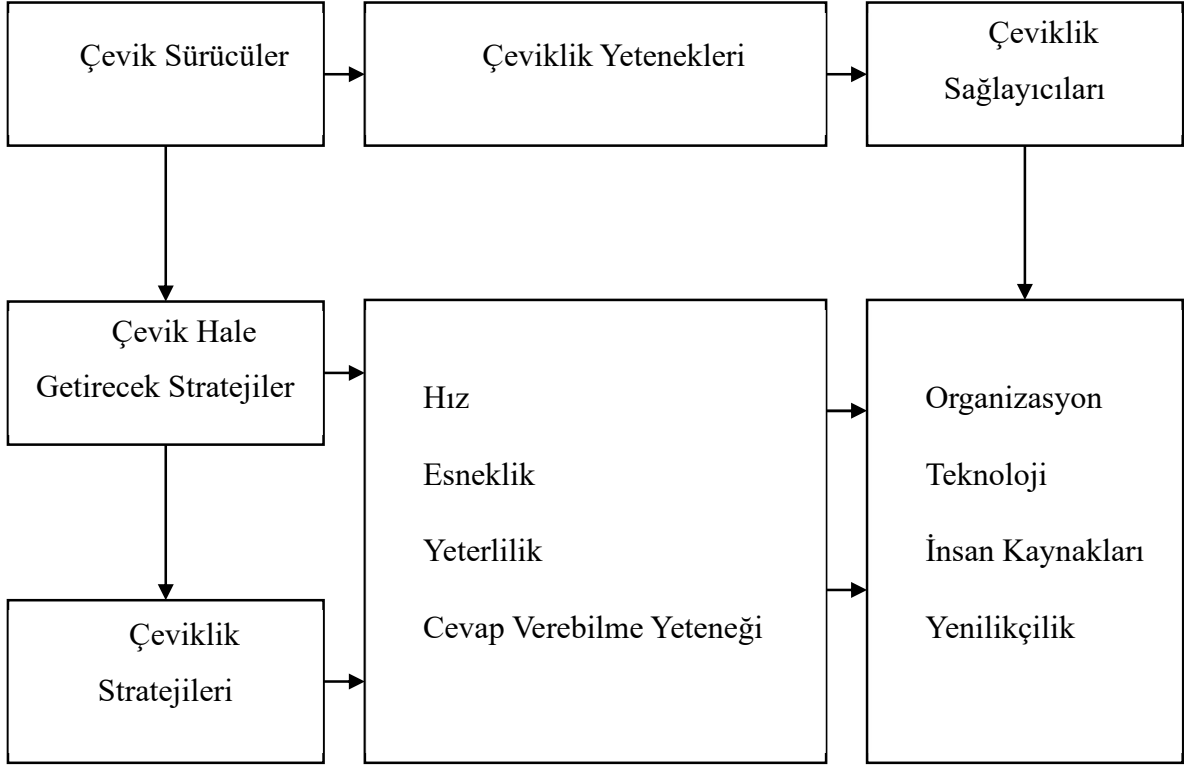 Çevik Sürücüler
Çeviklik Yetenekleri
Çeviklik
Sağlayıcıları
Çevik Hale
Getirecek Stratejiler
Hız
Esneklik
Yeterlilik
Cevap Verebilme Yeteneği
Organizasyon
Teknoloji
İnsan Kaynakları
Yenilikçilik
Çeviklik
Stratejileri